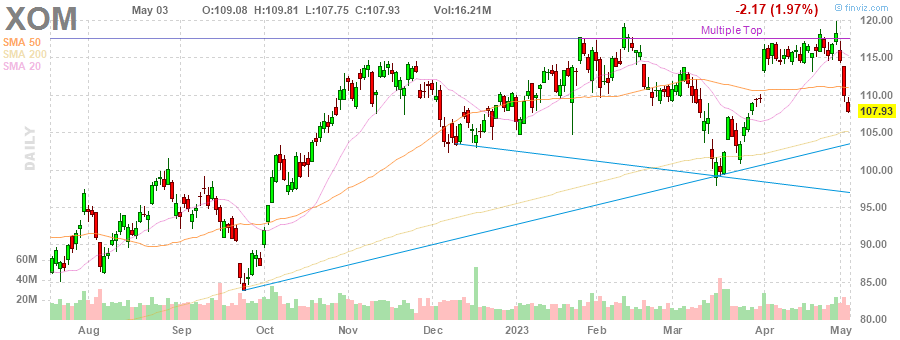 XOM May 03 O:109.08 H:109.81 L:107.75 C:107.93 Vol:16.21M -2.17 (1.97%) © finviz.com
SMA 50
SMA 200
SMA 20
Multiple Top
DAILY
120.00
115.00
110.00
107.93
105.00
100.00
95.00
90.00
85.00
80.00
60M
40M
20M
Aug Sep Oct Nov Dec 2023 Feb Mar Apr May